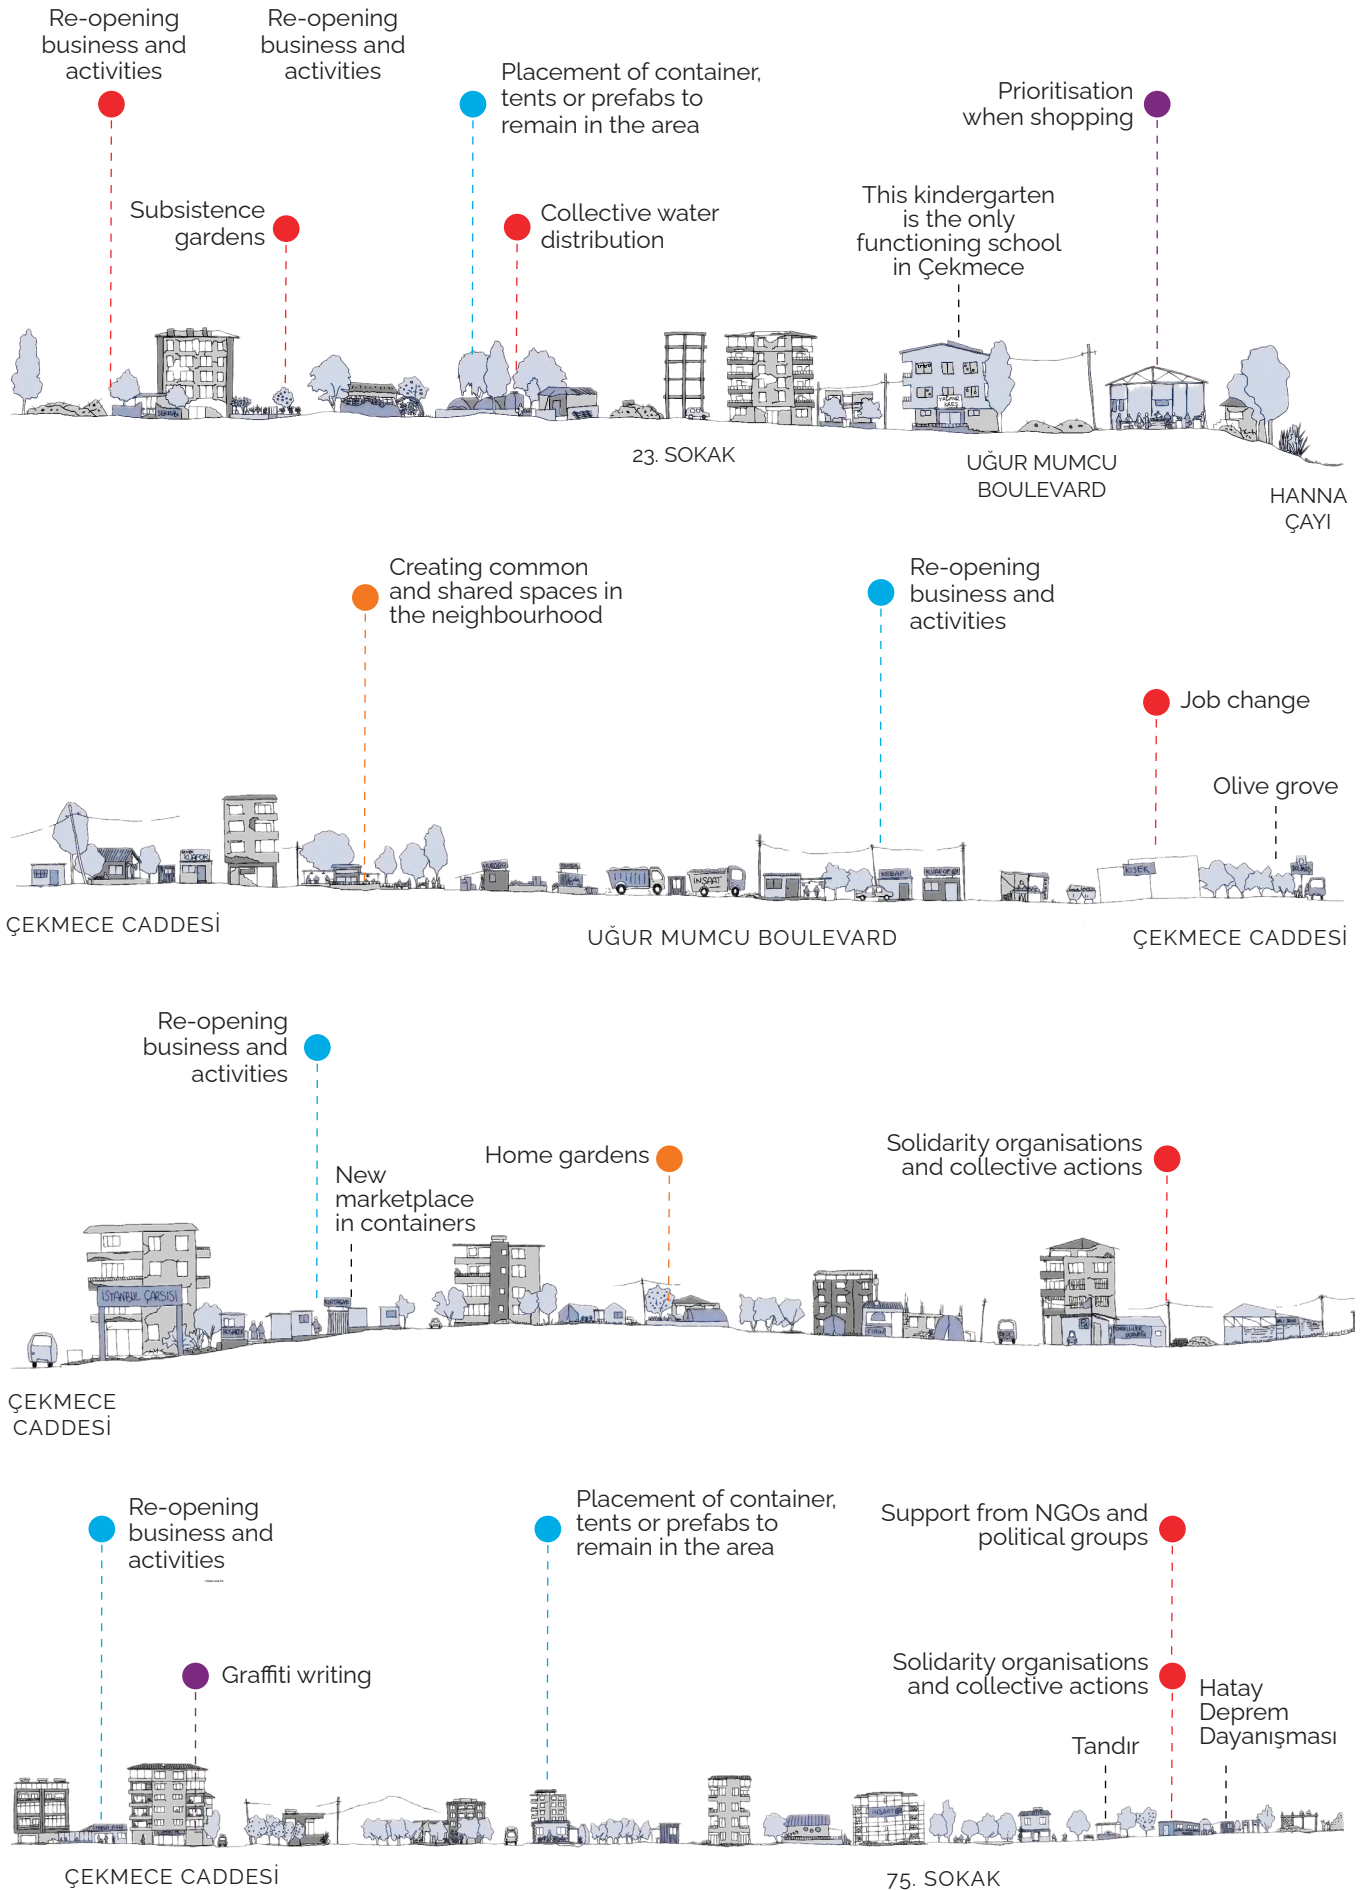 Re-opening
business and
activities
Re-opening
business and
activities
Placement of container,
tents or prefabs to
remain in the area
Prioritisation
when shopping
Subsistence
gardens
Collective water
distribution
This kindergarten
is the only
functioning school
in Çekmece
23. SOKAK
UĞUR MUMCU
BOULEVARD
HANNA
ÇAYI
Creating common
and shared spaces in
the neighbourhood
Re-opening
business and
activities
Job change
Olive grove
KUAFOR
İNŞAAT
KEBAP
ÇEKMECE CADDESİ
UĞUR MUMCU BOULEVARD
ÇEKMECE CADDESİ
Re-opening
business and
activities
New
marketplace
in containers
Home gardens
Solidarity organisations
and collective actions
İSTANBUL ÇARSISI
ÇEKMECE
CADDESİ
Re-opening
business and
activities
Placement of container,
tents or prefabs to
remain in the area
Support from NGOs and
political groups
Graffiti writing
Solidarity organisations
and collective actions
Hatay
Deprem
Dayanışması
Tandır
ÇEKMECE CADDESİ
75. SOKAK